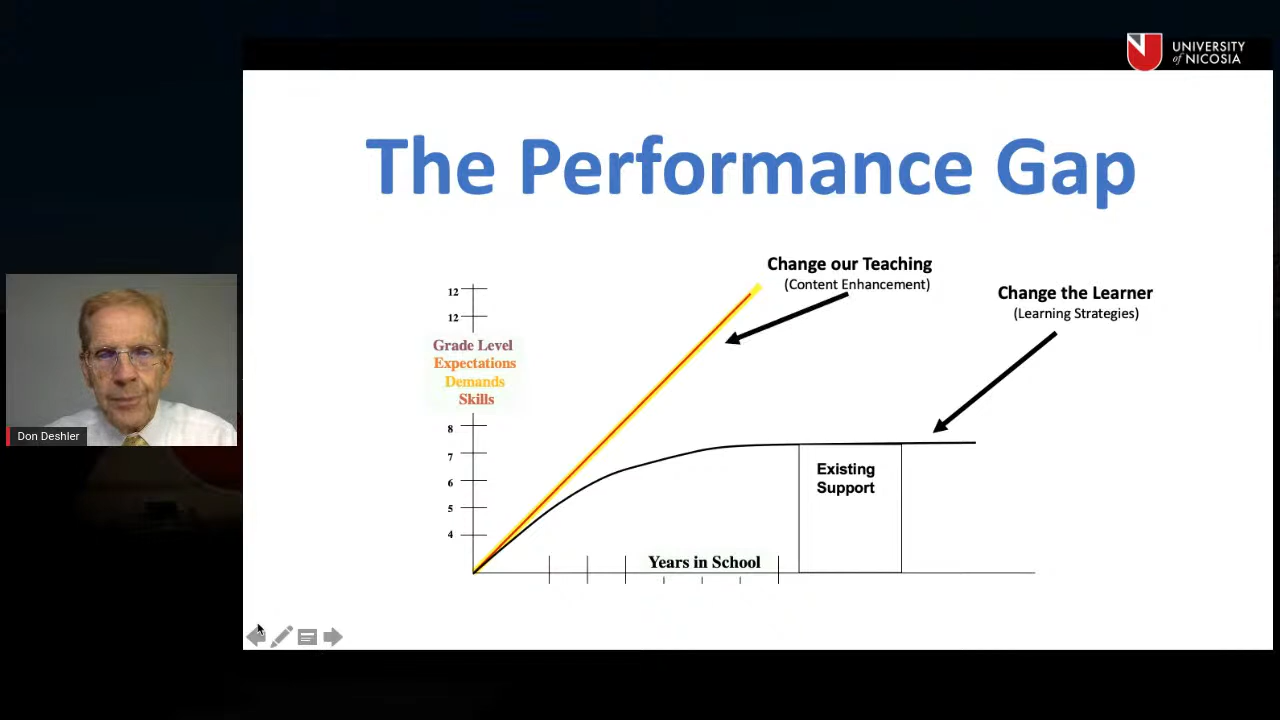 UNIVERSITY
of NICOSIA
The Performance Gap
Change our Teaching
(Content Enhancement)
Change the Learner
(Learning Strategies)
12
12
Grade Level
Expectations
Demands
Skills
8
7
6
5
4
Existing
Support
Years in School
Don Deshler